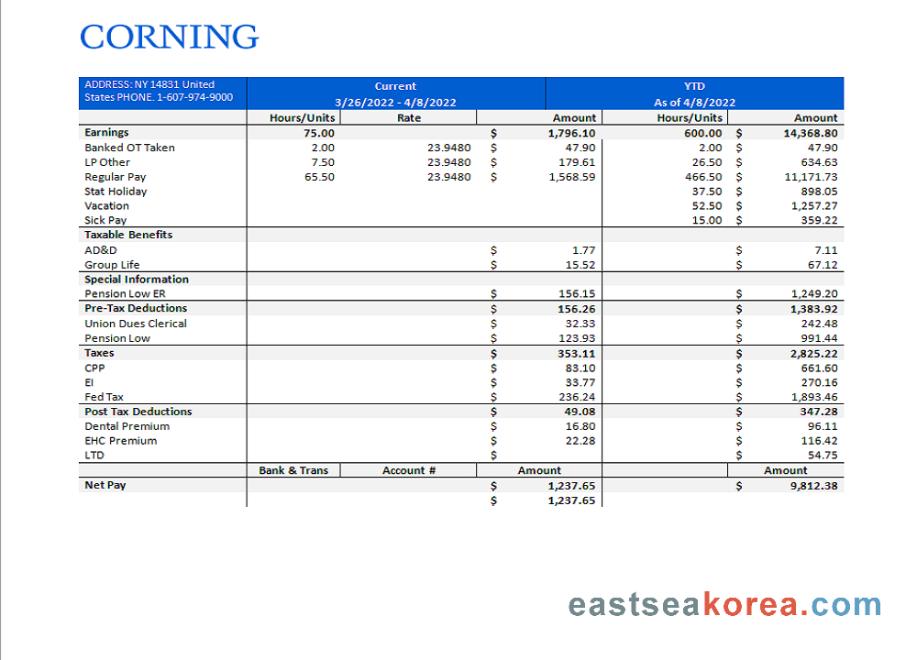 CORNING
ADDRESS: NY 14831 United Current YTD
States PHONE. 1-607-974-9000 3/26/2022 - 4/8/2022 As of 4/8/2022
Hours/Units Rate Amount Hours/Units Amount
Earnings 75.00 $ 1,796.10 600.00 $ 14,368.80
Banked OT Taken 2.00 23.9480 $ 47.90 2.00 $ 47.90
LP Other 7.50 23.9480 $ 179.61 26.50 $ 634.63
Regular Pay 65.50 23.9480 $ 1,568.59 466.50 $ 11,171.73
Stat Holiday 37.50 $ 898.05
Vacation 52.50 $ 1,257.27
Sick Pay 15.00 $ 359.22
Taxable Benefits
AD&D $ 1.77 $ 7.11
Group Life $ 15.52 $ 67.12
Special Information
Pension Low ER $ 156.15 $ 1,249.20
Pre-Tax Deductions $ 156.26 $ 1,383.92
Union Dues Clerical $ 32.33 $ 242.48
Pension Low $ 123.93 $ 991.44
Taxes $ 353.11 $ 2,825.22
CPP $ 83.10 $ 661.60
EI $ 33.77 $ 270.16
Fed Tax $ 236.24 $ 1,893.46
Post Tax Deductions $ 49.08 $ 347.28
Dental Premium $ 16.80 $ 96.11
EHC Premium $ 22.28 $ 116.42
LTD $ $ 54.75
Bank & Trans Account # Amount Amount
Net Pay $ 1,237.65 $ 9,812.38
$ 1,237.65
eastseakorea.com